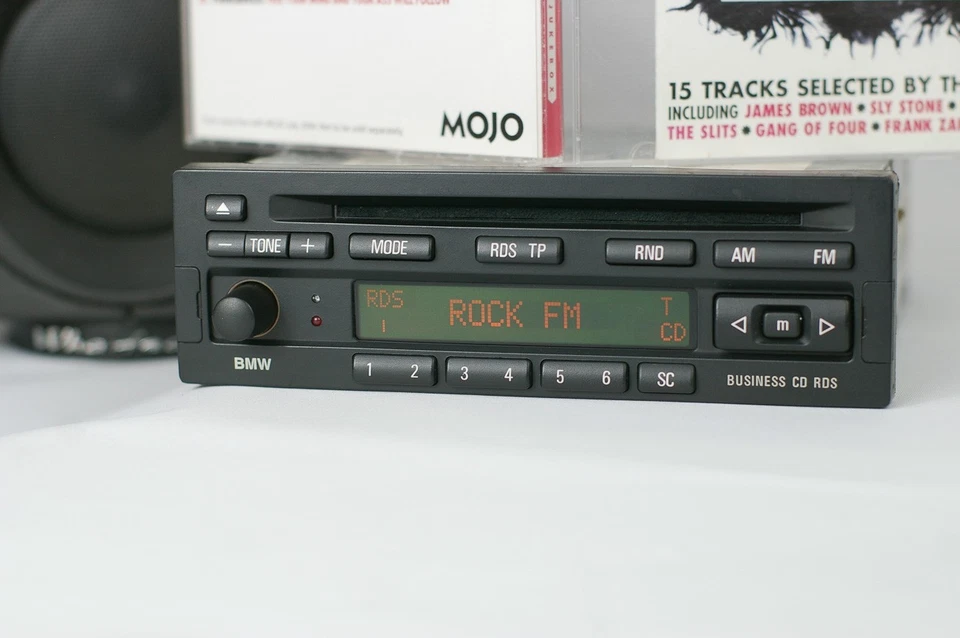 JUKEBOX
MOJO
15 TRACKS SELECTED BY TH
INCLUDING JAMES BROWN • SLY STONE •
THE SLITS • GANG OF FOUR • FRANK ZA
− TONE +
MODE
RDS TP
RND
AM FM
RDS
ROCK FM
T
I
CD
m
BMW
1 2
3 4
5 6
SC
BUSINESS CD RDS